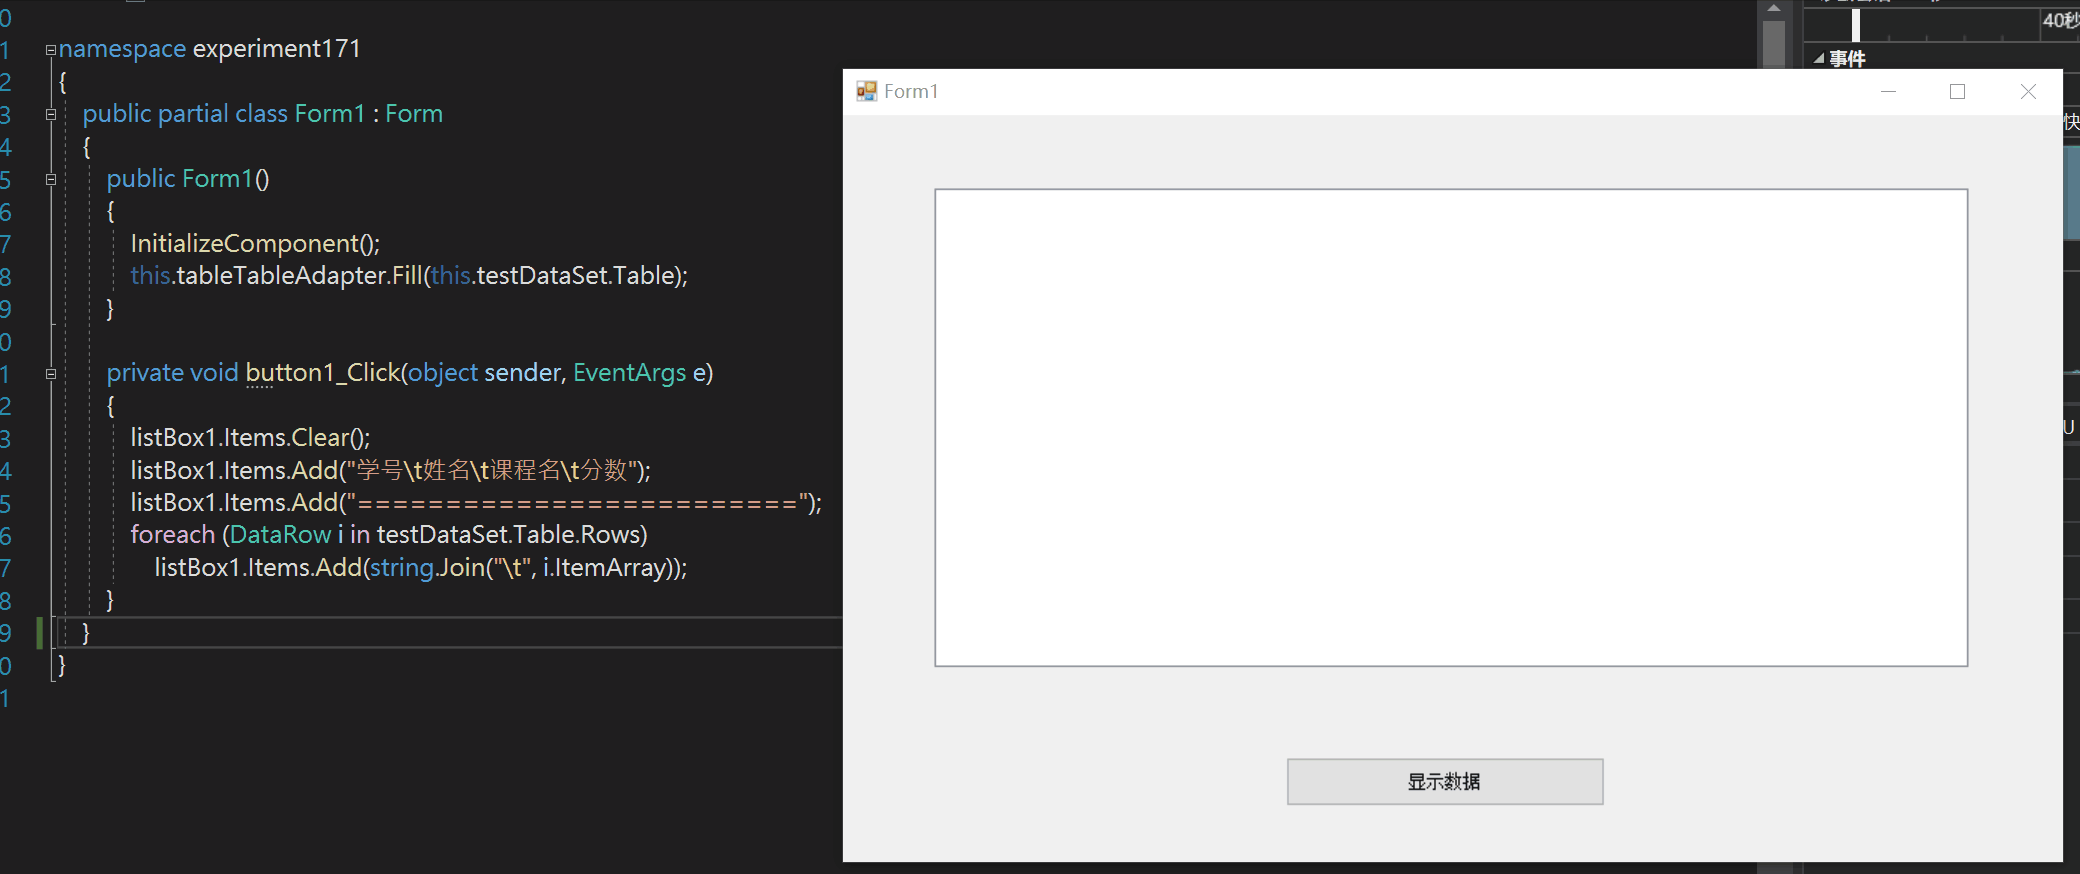 0
1 namespace experiment171
2 {
3 public partial class Form1 : Form
4 {
5 public Form1()
6 {
7 InitializeComponent();
8 this.tableTableAdapter.Fill(this.testDataSet.Table);
9 }
0
1 private void button1_Click(object sender, EventArgs e)
2 {
3 listBox1.Items.Clear();
4 listBox1.Items.Add("学号\t姓名\t课程名\t分数");
5 listBox1.Items.Add("=========================");
6 foreach (DataRow i in testDataSet.Table.Rows)
7 listBox1.Items.Add(string.Join("\t", i.ItemArray));
8 }
9 }
0 }
1
Form1
显示数据
40秒
事件
快
U